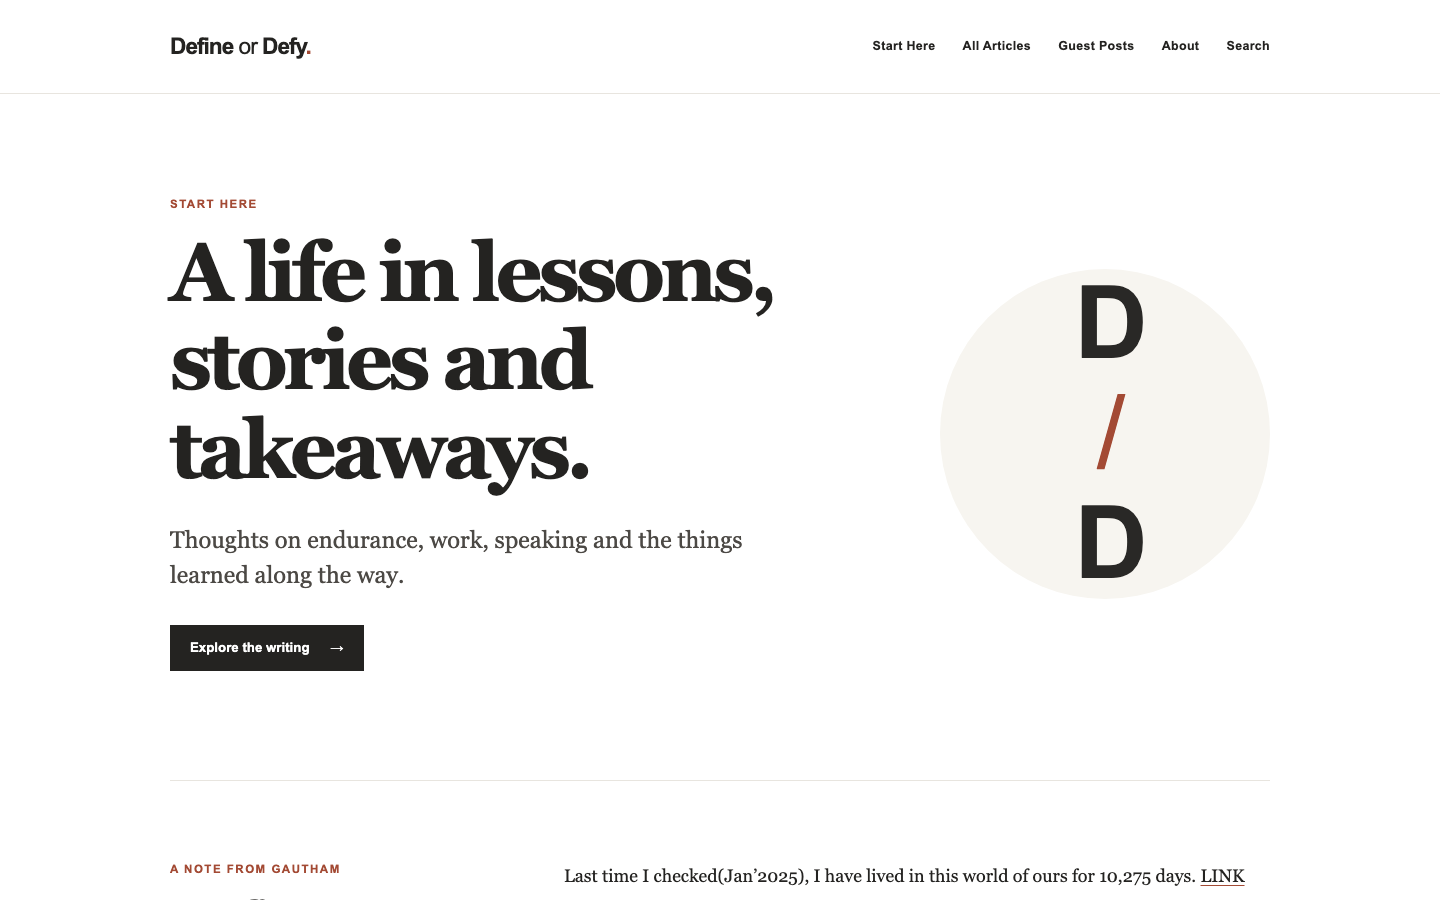 Define or Defy.
Start Here
All Articles
Guest Posts
About
Search
START HERE
A life in lessons,
stories and
takeaways.
Thoughts on endurance, work, speaking and the things
learned along the way.
Explore the writing →
D
/
D
A NOTE FROM GAUTHAM
Last time I checked(Jan’2025), I have lived in this world of ours for 10,275 days. LINK